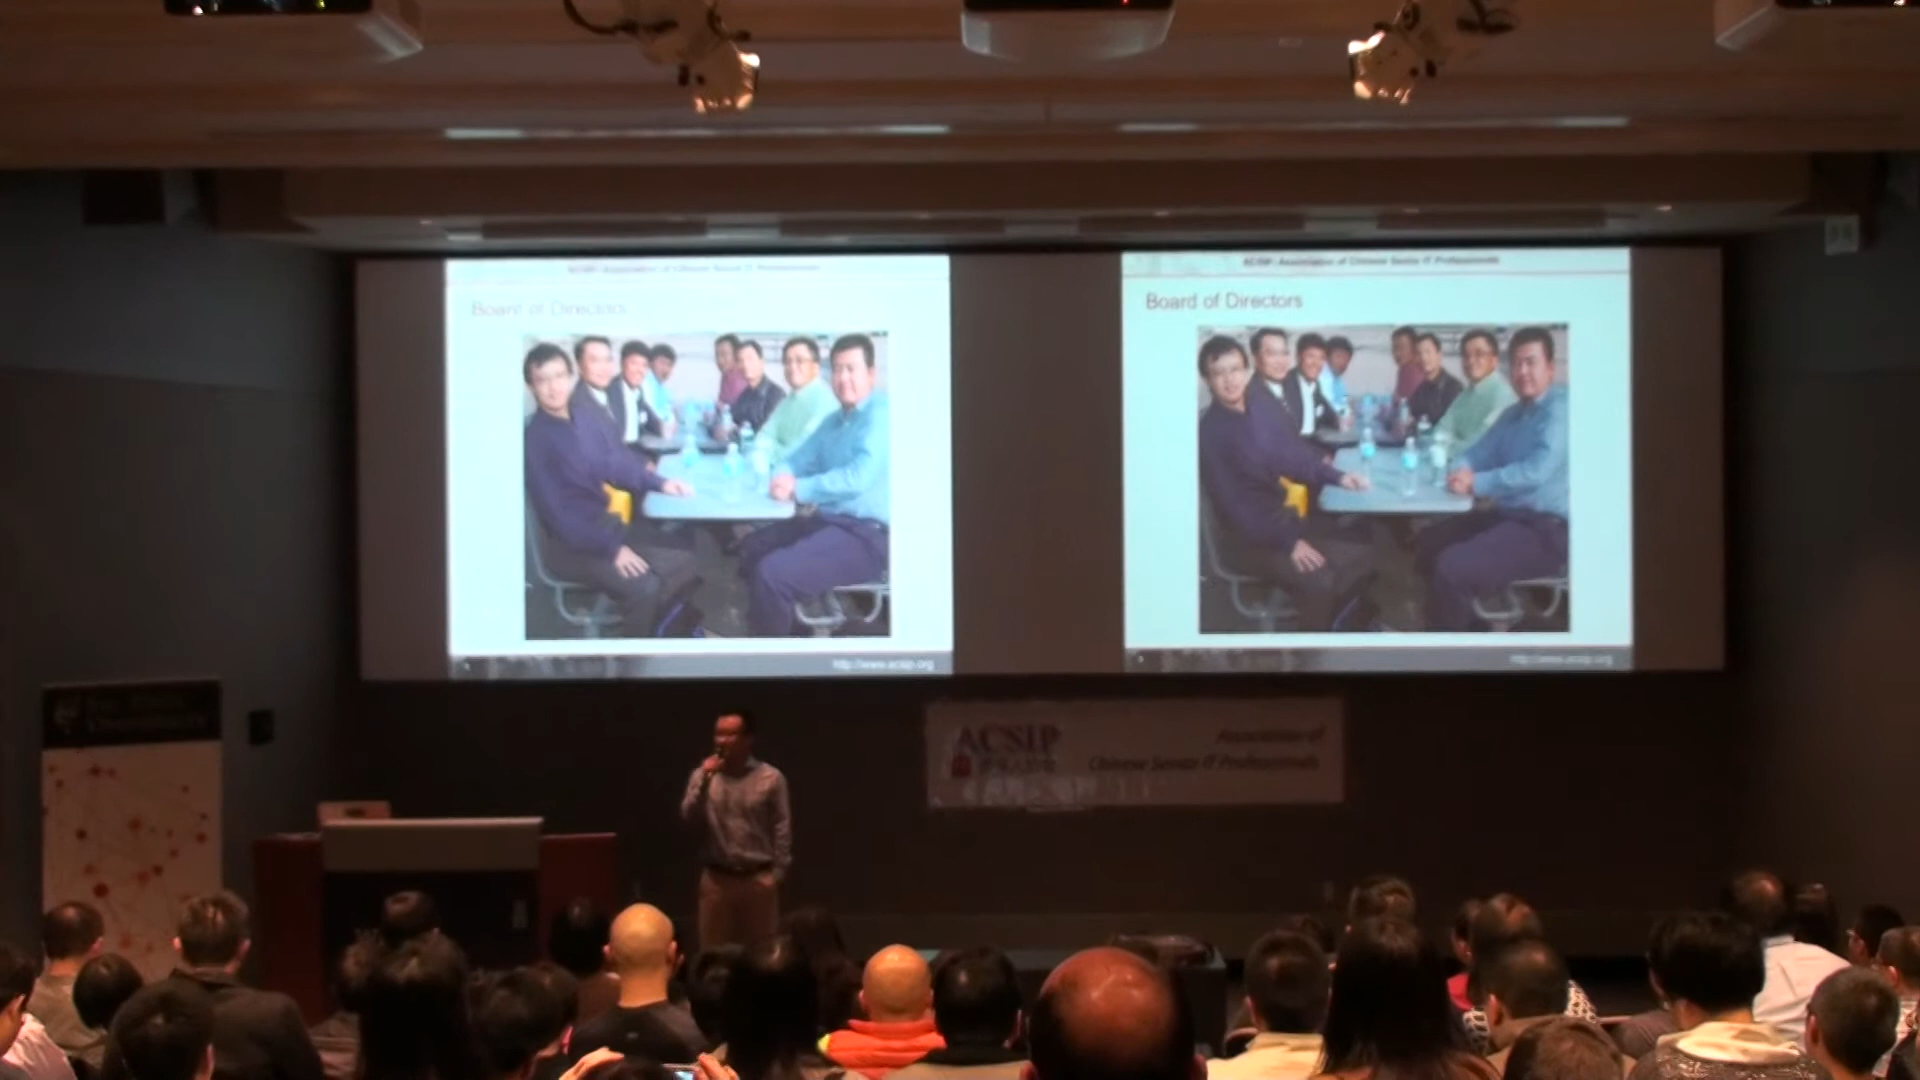 ACSIP: Association of Chinese Senior IT Professionals
Board of Directors
http://www.acsip.org
ACSIP: Association of Chinese Senior IT Professionals
Board of Directors
http://www.acsip.org
ACSIP
Association of
Chinese Senior IT Professionals